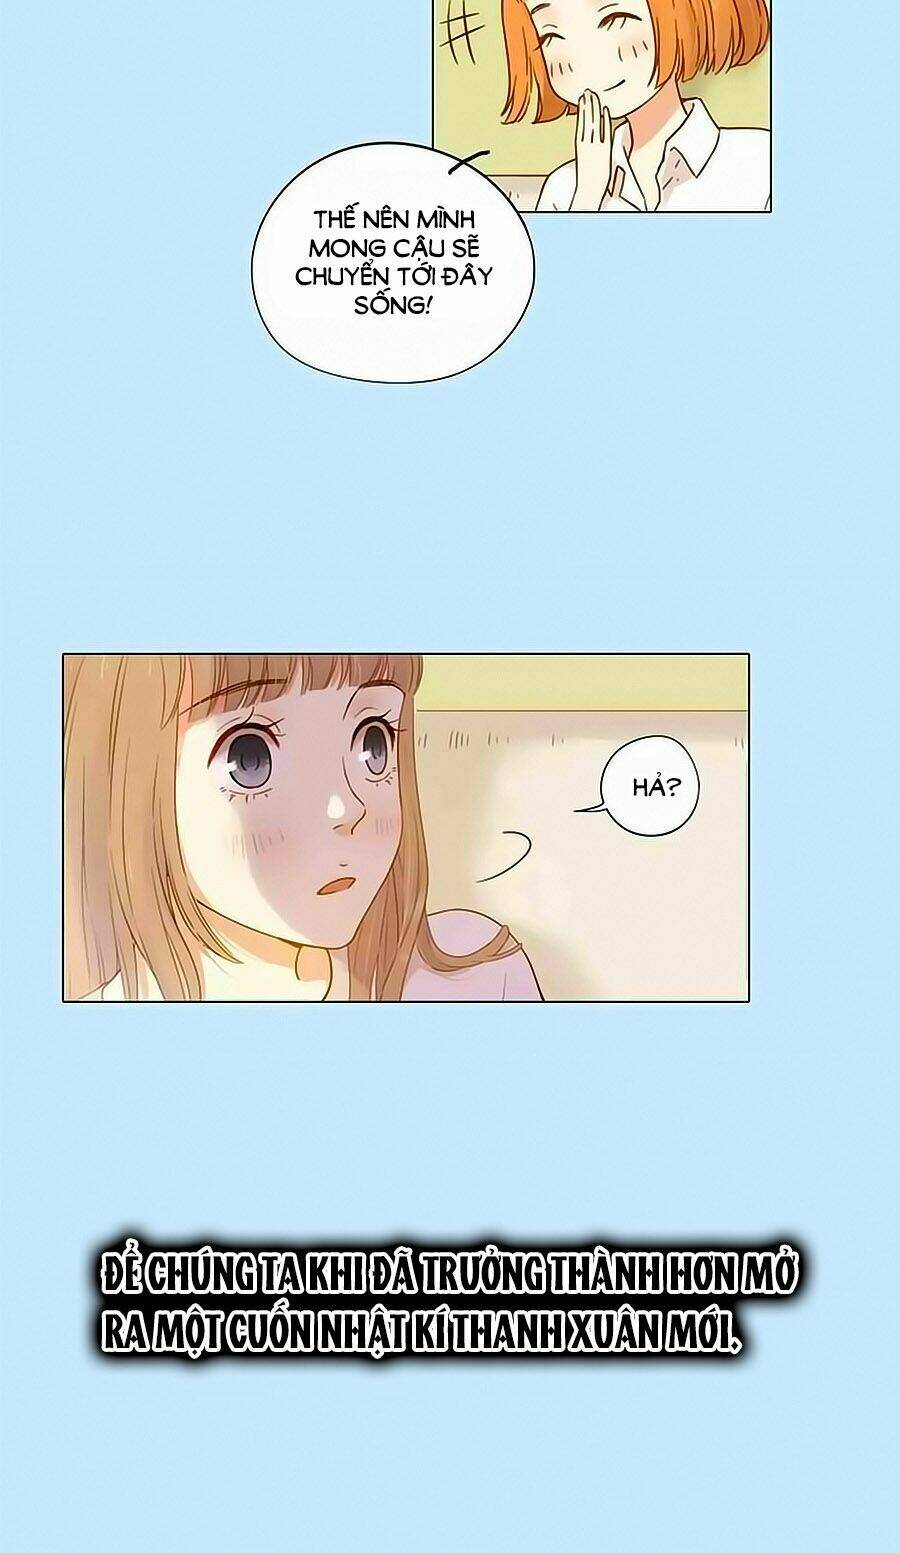 THẾ NÊN MÌNH
MONG CẬU SẼ
CHUYỂN TỚI ĐÂY
SỐNG!
HẢ?
ĐỂ CHÚNG TA KHI ĐÃ TRƯỞNG THÀNH HƠN MỞ
RA MỘT CUỐN NHẬT KÍ THANH XUÂN MỚI.